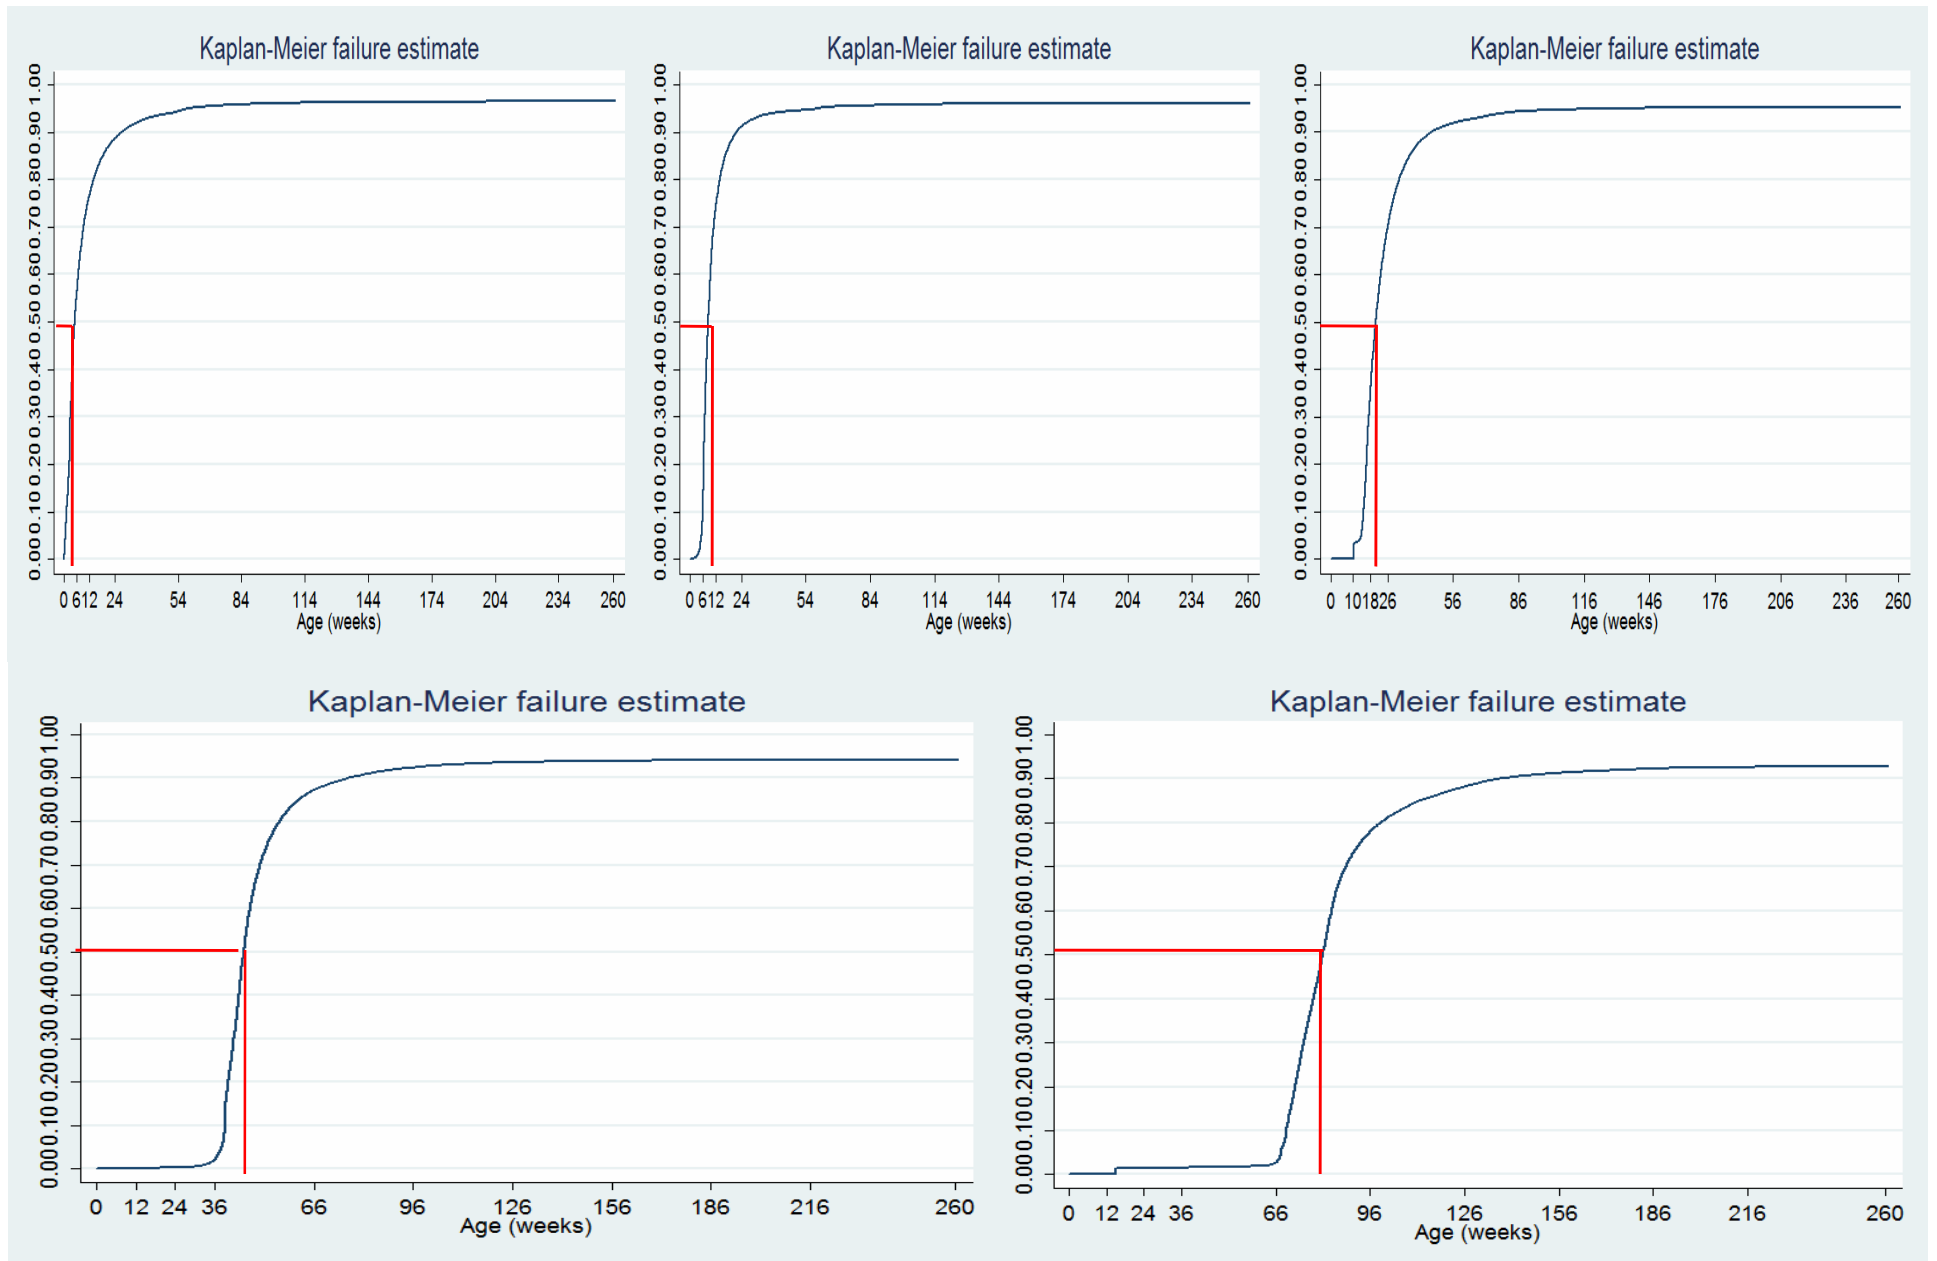 Kaplan-Meier failure estimate
0.00 0.10 0.20 0.30 0.40 0.50 0.60 0.70 0.80 0.90 1.00
0 6 12 24 54 84 114 144 174 204 234 260
Age (weeks)
Kaplan-Meier failure estimate
0.00 0.10 0.20 0.30 0.40 0.50 0.60 0.70 0.80 0.90 1.00
0 6 12 24 54 84 114 144 174 204 234 260
Age (weeks)
Kaplan-Meier failure estimate
0.00 0.10 0.20 0.30 0.40 0.50 0.60 0.70 0.80 0.90 1.00
0 10 18 26 56 86 116 146 176 206 236 260
Age (weeks)
Kaplan-Meier failure estimate
0.00 0.10 0.20 0.30 0.40 0.50 0.60 0.70 0.80 0.90 1.00
0 12 24 36 66 96 126 156 186 216 260
Age (weeks)
Kaplan-Meier failure estimate
0.00 0.10 0.20 0.30 0.40 0.50 0.60 0.70 0.80 0.90 1.00
0 12 24 36 66 96 126 156 186 216 260
Age (weeks)